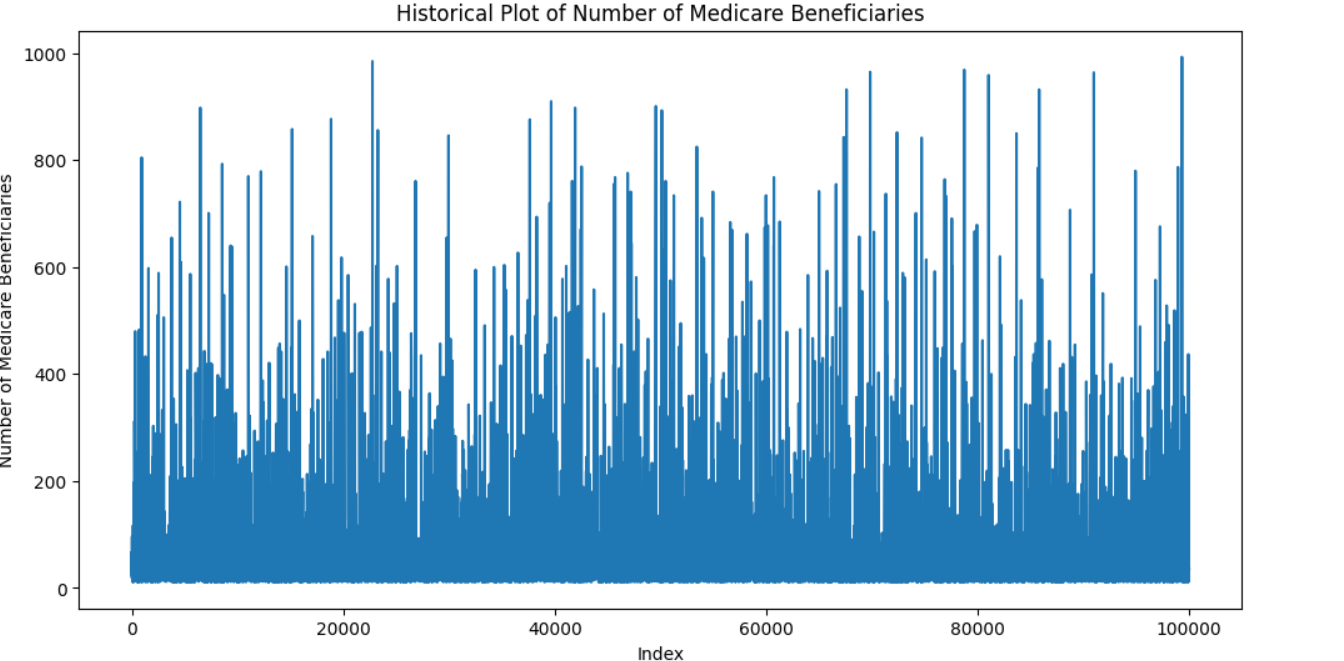 Historical Plot of Number of Medicare Beneficiaries
Number of Medicare Beneficiaries
1000
800
600
400
200
0
0 20000 40000 60000 80000 100000
Index